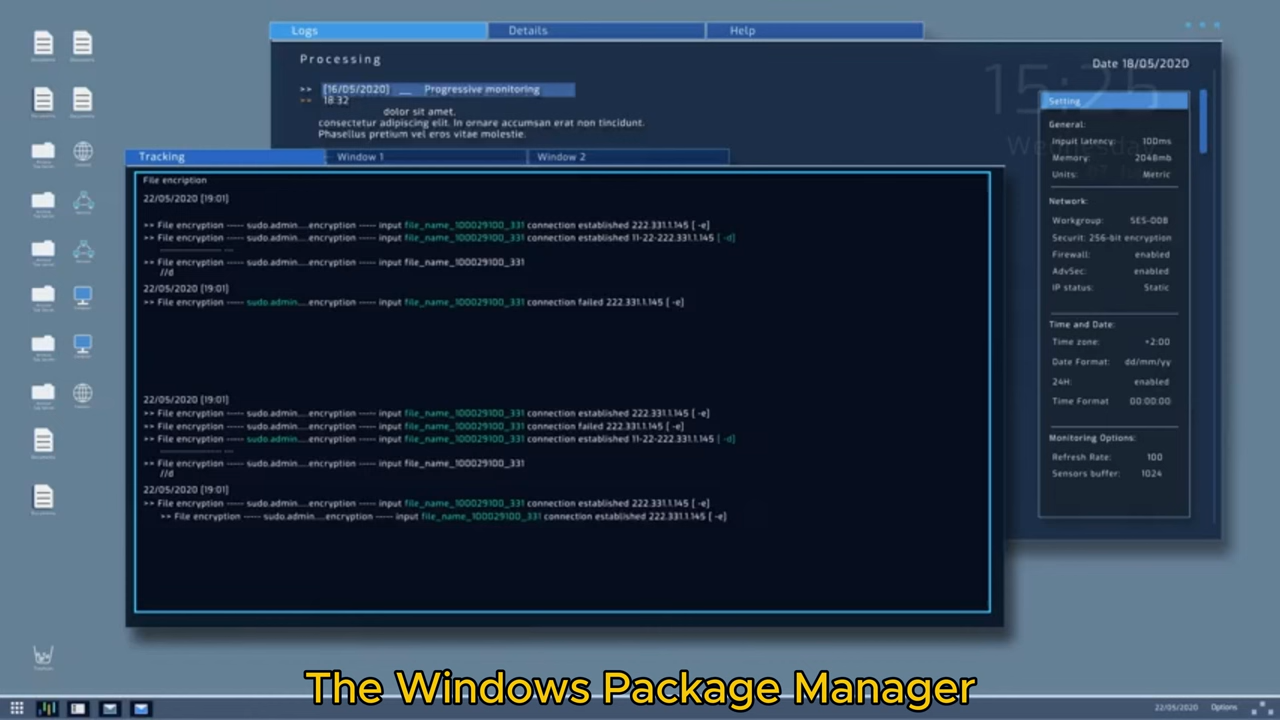 Logs
Details
Help
Processing
Date 18/05/2020
15:25
Wednesday
>> [16/05/2020] __ Progressive monitoring
18:32
dolor sit amet.
consectetur adipiscing elit. In ornare accumsan erat non tincidunt.
Phasellus pretium vel eros vitae molestie.
Setting
General:
Inpuit latency 100ms
Memory: 2048mb
Units: Metric
Network:
Workgroup: SES-008
Securit: 256-bit encryption
Firewall: enabled
AdvSec: enabled
IP status: Static
Time and Date:
Time zone: +2:00
Date Format: dd/mm/yy
24H: enabled
Time Format 00:00:00
Monitoring Options:
Refresh Rate: 100
Sensors buffer: 1024
Tracking
Window 1
Window 2
File encription
22/05/2020 [19:01]
>> File encryption ----- sudo.admin....encryption ----- input file_name_100029100_331 connection established 222.331.1.145 [ -e]
>> File encryption ----- sudo.admin....encryption ----- input file_name_100029100_331 connection established 11-22-222.331.1.145 [ -d]
>> File encryption ----- sudo.admin....encryption ----- input file_name_100029100_331
//d
22/05/2020 [19:01]
>> File encryption ----- sudo.admin....encryption ----- input file_name_100029100_331 connection failed 222.331.1.145 [ -e]
22/05/2020 [19:01]
>> File encryption ----- sudo.admin....encryption ----- input file_name_100029100_331 connection established 222.331.1.145 [ -e]
>> File encryption ----- sudo.admin....encryption ----- input file_name_100029100_331 connection failed 222.331.1.145 [ -e]
>> File encryption ----- sudo.admin....encryption ----- input file_name_100029100_331 connection established 11-22-222.331.1.145 [ -d]
>> File encryption ----- sudo.admin....encryption ----- input file_name_100029100_331
//d
22/05/2020 [19:01]
>> File encryption ----- sudo.admin....encryption ----- input file_name_100029100_331 connection established 222.331.1.145 [ -e]
>> File encryption ----- sudo.admin....encryption ----- input file_name_100029100_331 connection established 222.331.1.145 [ -e]
The Windows Package Manager
22/05/2020 Options